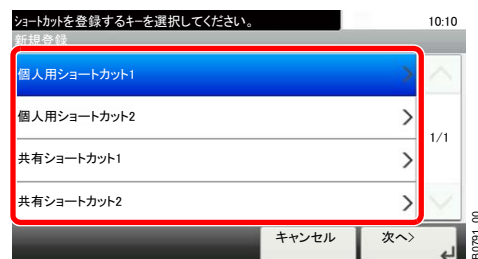 ショートカットを登録するキーを選択してください。
10:10
新規登録
個人用ショートカット1
個人用ショートカット2
共有ショートカット1
共有ショートカット2
1/1
キャンセル
次へ>
B0791_00